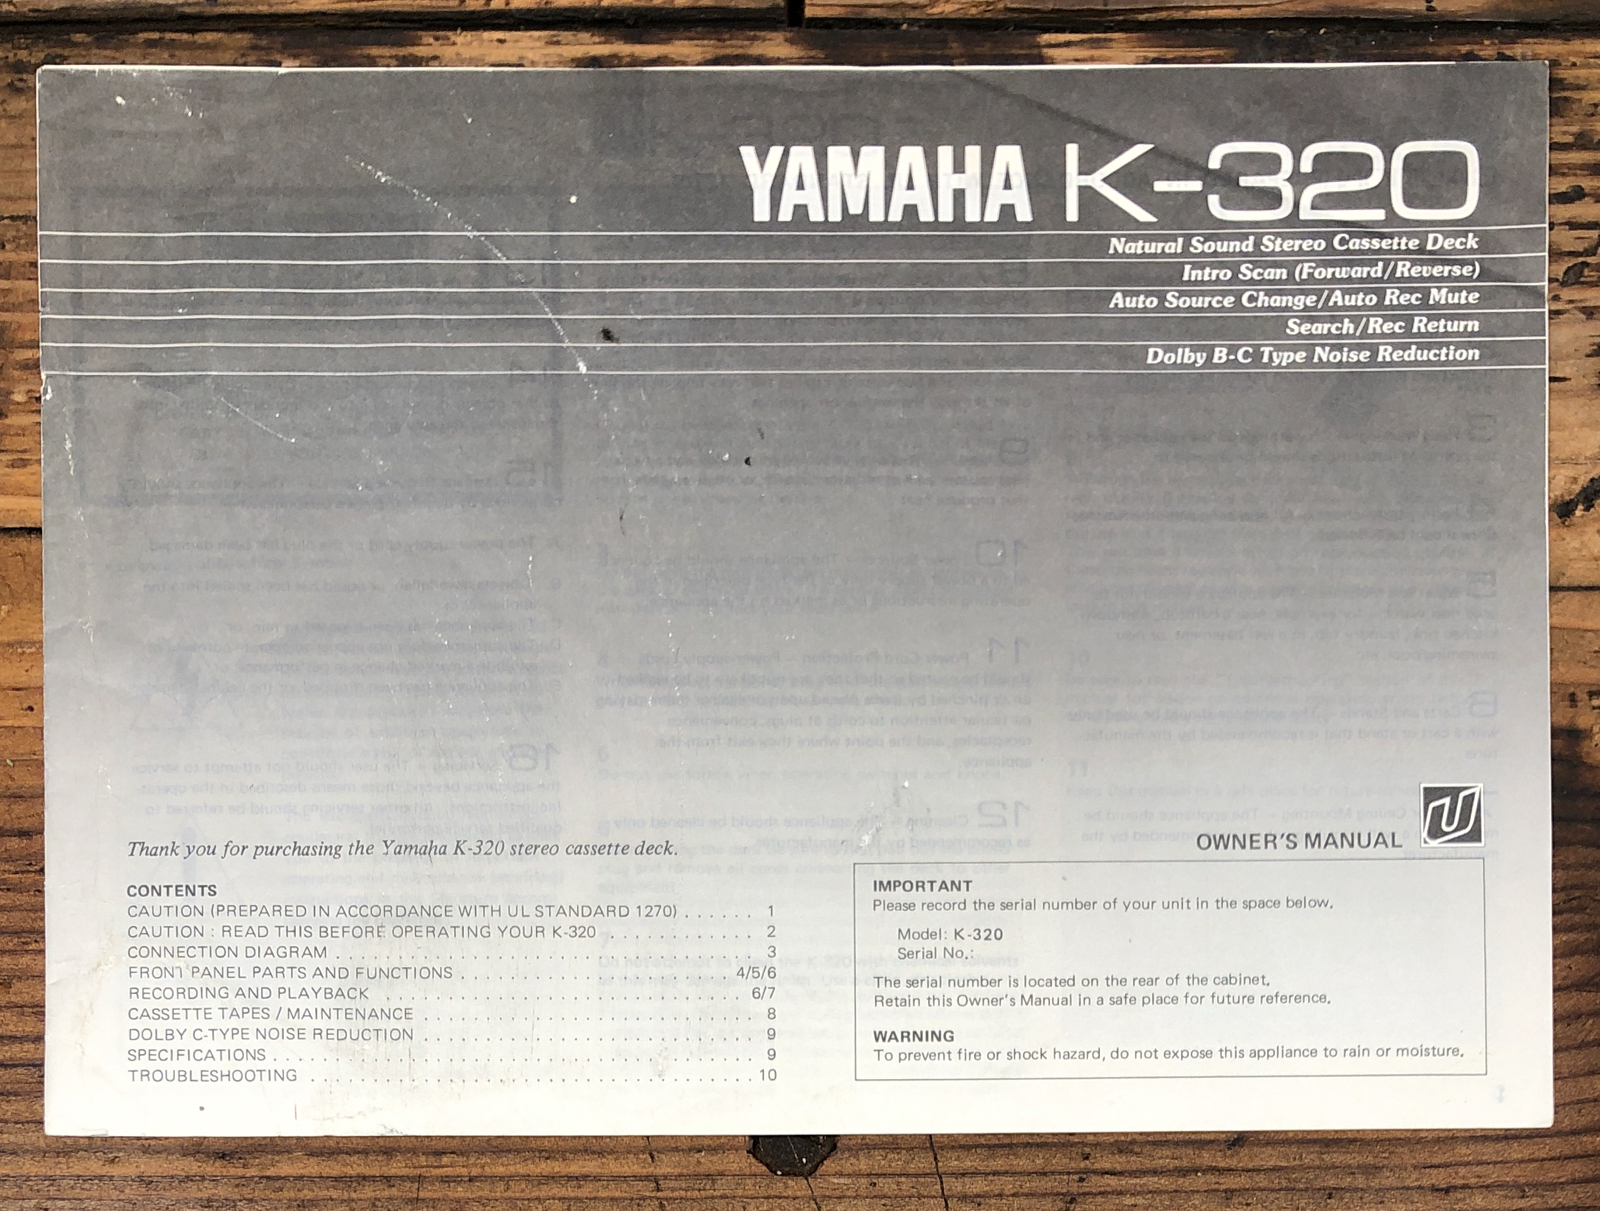 YAMAHA K-320
Natural Sound Stereo Cassette Deck
Intro Scan (Forward/Reverse)
Auto Source Change/Auto Rec Mute
Search/Rec Return
Dolby B-C Type Noise Reduction
Thank you for purchasing the Yamaha K-320 stereo cassette deck.
CONTENTS
CAUTION (PREPARED IN ACCORDANCE WITH UL STANDARD 1270) . . . . . . 1
CAUTION : READ THIS BEFORE OPERATING YOUR K-320 . . . . . . . . . . . . 2
CONNECTION DIAGRAM . . . . . . . . . . . . . . . . . . . . . . . . . . . . . . . . . . . . 3
FRONT PANEL PARTS AND FUNCTIONS . . . . . . . . . . . . . . . . . . . . . . . 4/5/6
RECORDING AND PLAYBACK . . . . . . . . . . . . . . . . . . . . . . . . . . . . . . . 6/7
CASSETTE TAPES / MAINTENANCE . . . . . . . . . . . . . . . . . . . . . . . . . . . . 8
DOLBY C-TYPE NOISE REDUCTION . . . . . . . . . . . . . . . . . . . . . . . . . . . . 9
SPECIFICATIONS . . . . . . . . . . . . . . . . . . . . . . . . . . . . . . . . . . . . . . . . . 9
TROUBLESHOOTING . . . . . . . . . . . . . . . . . . . . . . . . . . . . . . . . . . . . . . 10
OWNER'S MANUAL
IMPORTANT
Please record the serial number of your unit in the space below.
Model: K-320
Serial No.:
The serial number is located on the rear of the cabinet.
Retain this Owner's Manual in a safe place for future reference.
WARNING
To prevent fire or shock hazard, do not expose this appliance to rain or moisture.